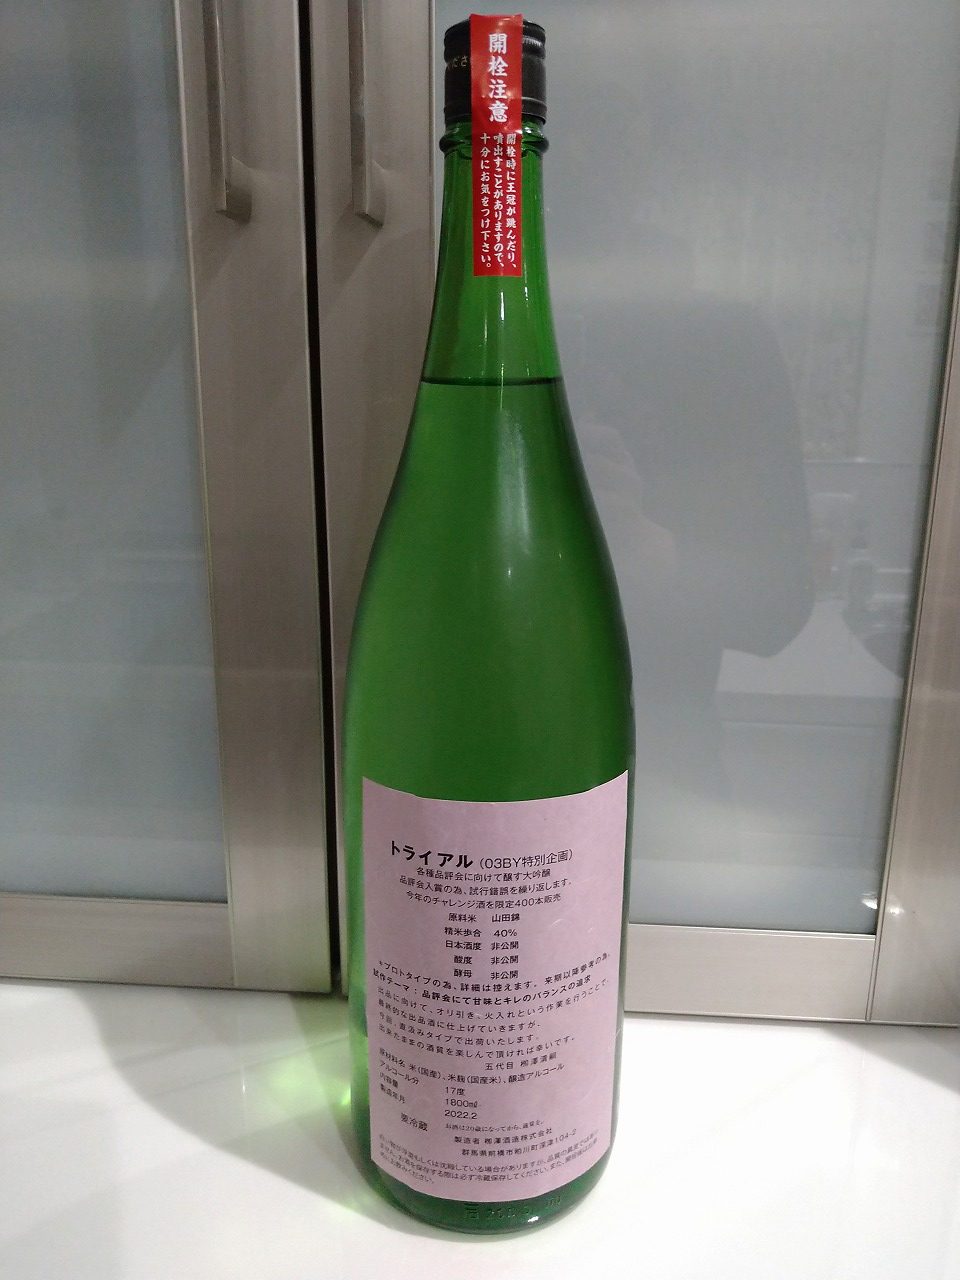 ださ
開栓注意
開栓時に王冠が跳んだり、
噴出すことがありますので、
十分にお気をつけ下さい。
トライアル（03BY特別企画）
各種品評会に向けて醸す大吟醸
品評会入賞の為、試行錯誤を繰り返します。
今年のチャレンジ酒を限定400本販売
原料米 山田錦
精米歩合 40%
日本酒度 非公開
酸度 非公開
酵母 非公開
*プロトタイプの為、詳細は控えます。来期以降参考の為。
試作テーマ：品評会にて甘味とキレのバランスの追求
出品に向けて、オリ引き、火入れという作業を行うことで、
最終的な出品酒に仕上げていきますが、
今回、直汲みタイプで出荷いたします。
出来たままの酒質を楽しんで頂ければ幸いです。
五代目 栁澤清嗣
原材料名 米（国産）、米麹（国産米）、醸造アルコール
アルコール分 17度
内容量 1800㎖
製造年月 2022.2
要冷蔵 お酒は20歳になってから。
製造者 栁澤酒造株式会社
群馬県前橋市粕川町深津104-2